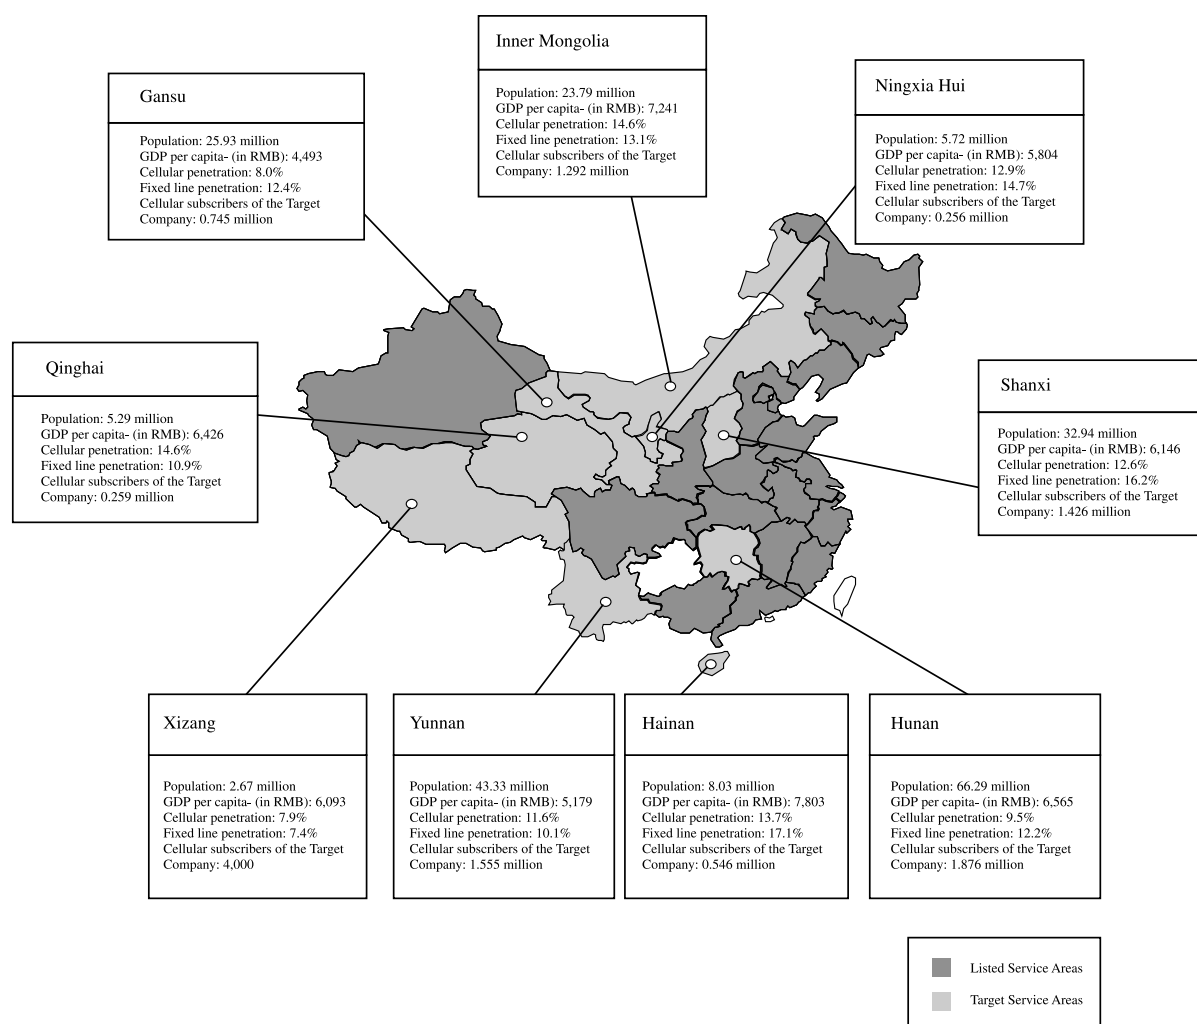 Inner Mongolia
Population: 23.79 million
GDP per capita- (in RMB): 7,241
Cellular penetration: 14.6%
Fixed line penetration: 13.1%
Cellular subscribers of the Target
Company: 1.292 million
Gansu
Population: 25.93 million
GDP per capita- (in RMB): 4,493
Cellular penetration: 8.0%
Fixed line penetration: 12.4%
Cellular subscribers of the Target
Company: 0.745 million
Ningxia Hui
Population: 5.72 million
GDP per capita- (in RMB): 5,804
Cellular penetration: 12.9%
Fixed line penetration: 14.7%
Cellular subscribers of the Target
Company: 0.256 million
Qinghai
Population: 5.29 million
GDP per capita- (in RMB): 6,426
Cellular penetration: 14.6%
Fixed line penetration: 10.9%
Cellular subscribers of the Target
Company: 0.259 million
Shanxi
Population: 32.94 million
GDP per capita- (in RMB): 6,146
Cellular penetration: 12.6%
Fixed line penetration: 16.2%
Cellular subscribers of the Target
Company: 1.426 million
Xizang
Population: 2.67 million
GDP per capita- (in RMB): 6,093
Cellular penetration: 7.9%
Fixed line penetration: 7.4%
Cellular subscribers of the Target
Company: 4,000
Yunnan
Population: 43.33 million
GDP per capita- (in RMB): 5,179
Cellular penetration: 11.6%
Fixed line penetration: 10.1%
Cellular subscribers of the Target
Company: 1.555 million
Hainan
Population: 8.03 million
GDP per capita- (in RMB): 7,803
Cellular penetration: 13.7%
Fixed line penetration: 17.1%
Cellular subscribers of the Target
Company: 0.546 million
Hunan
Population: 66.29 million
GDP per capita- (in RMB): 6,565
Cellular penetration: 9.5%
Fixed line penetration: 12.2%
Cellular subscribers of the Target
Company: 1.876 million
Listed Service Areas
Target Service Areas